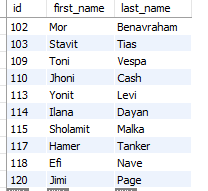 id first_name last_name
102 Mor Benavraham
103 Stavit Tias
109 Toni Vespa
110 Jhoni Cash
113 Yonit Levi
114 Ilana Dayan
115 Sholamit Malka
117 Hamer Tanker
118 Efi Nave
120 Jimi Page